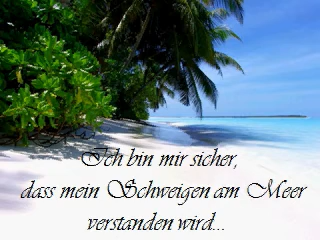 Ich bin mir sicher,
dass mein Schweigen am Meer
verstanden wird...